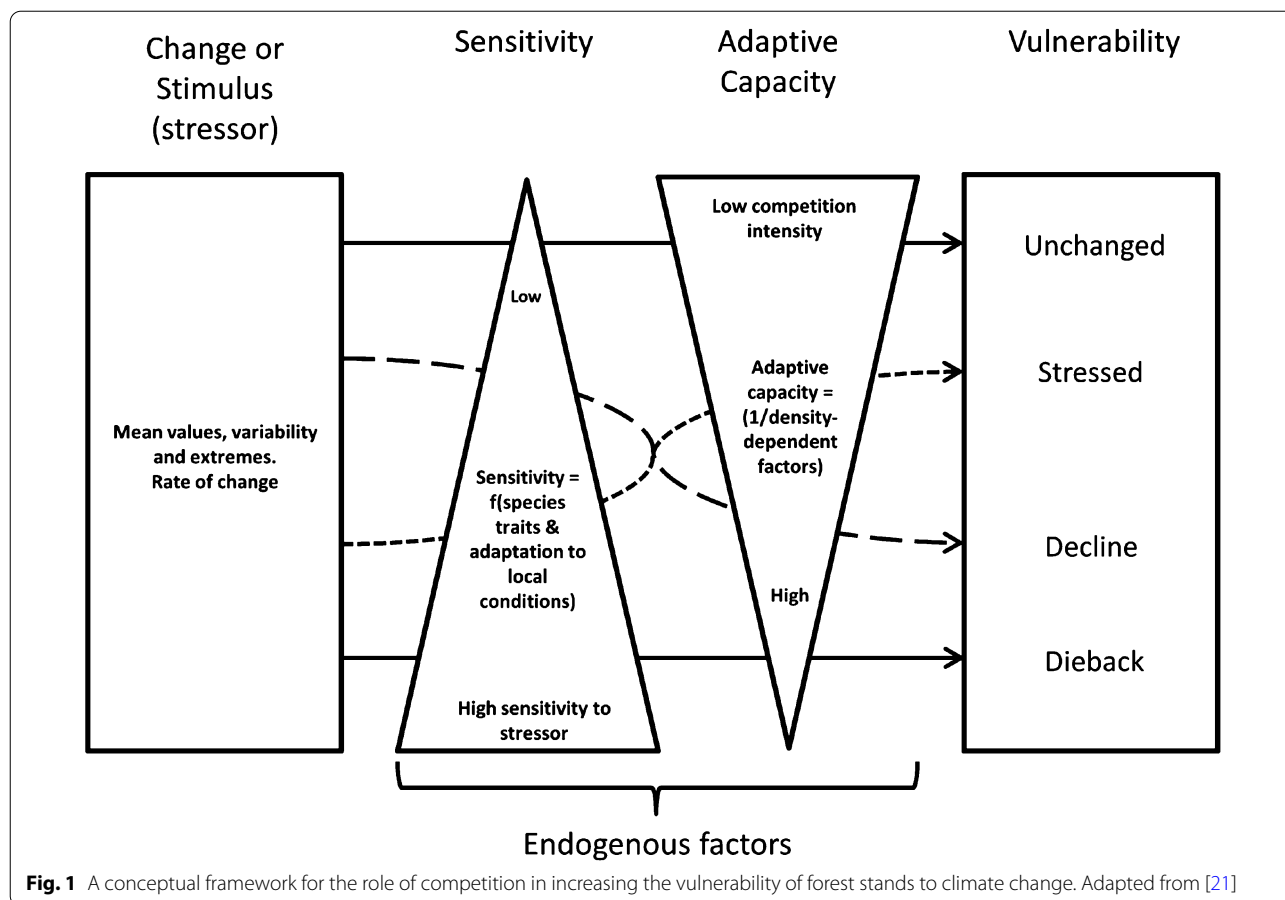 Change or
Stimulus
(stressor)
Sensitivity
Adaptive
Capacity
Vulnerability
Mean values, variability
and extremes.
Rate of change
Low
Sensitivity =
f(species
traits &
adaptation to
local
conditions)
High sensitivity to
stressor
Low competition
intensity
Adaptive
capacity =
(1/density-
dependent
factors)
High
Unchanged
Stressed
Decline
Dieback
Endogenous factors
Fig. 1 A conceptual framework for the role of competition in increasing the vulnerability of forest stands to climate change. Adapted from [21]